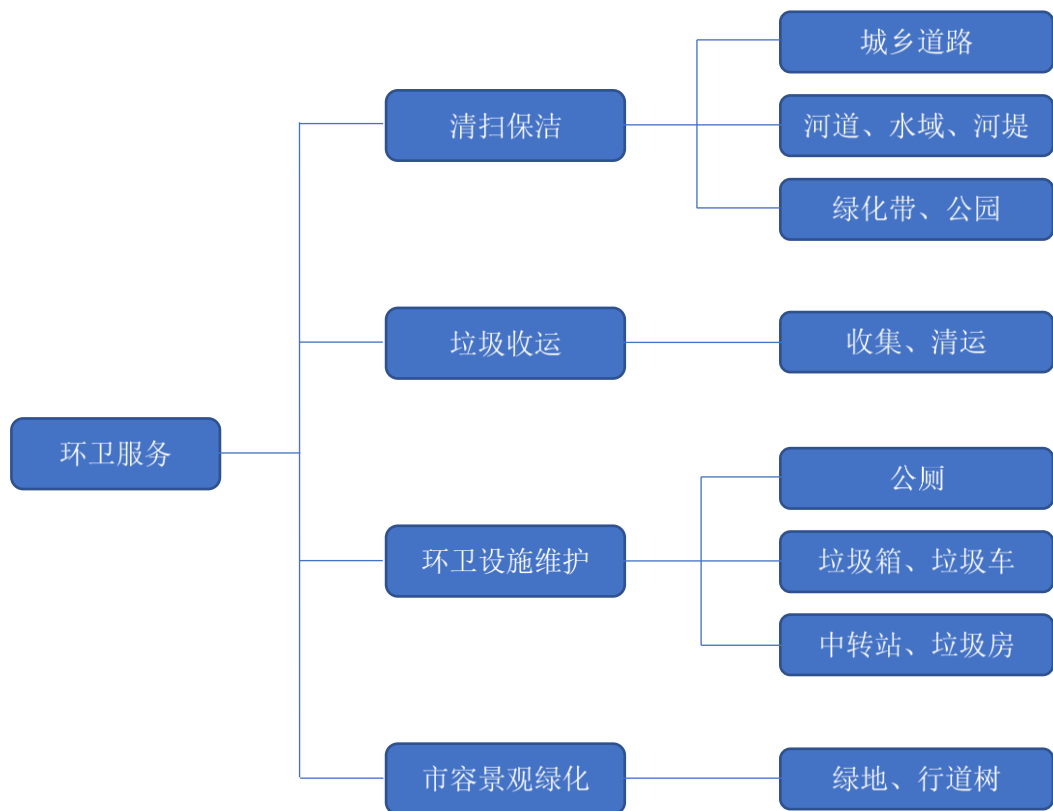 环卫服务
清扫保洁
城乡道路
河道、水域、河堤
绿化带、公园
垃圾收运
收集、清运
环卫设施维护
公厕
垃圾箱、垃圾车
中转站、垃圾房
市容景观绿化
绿地、行道树